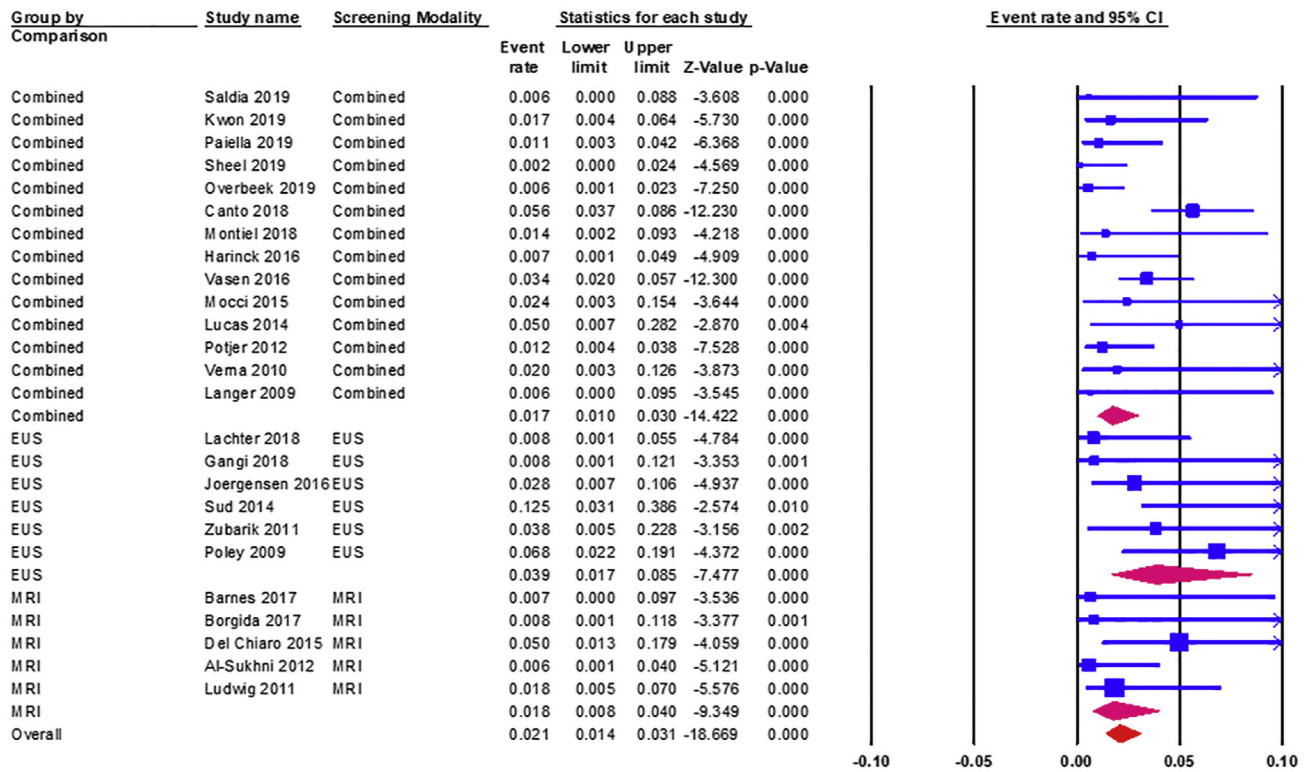 Group by Study name Screening Modality Statistics for each study Event rate and 95% CI
Comparison
Event Lower Upper
rate limit limit Z-Value p-Value
Combined Saldia 2019 Combined 0.006 0.000 0.088 -3.608 0.000
Combined Kwon 2019 Combined 0.017 0.004 0.064 -5.730 0.000
Combined Paiella 2019 Combined 0.011 0.003 0.042 -6.368 0.000
Combined Sheel 2019 Combined 0.002 0.000 0.024 -4.569 0.000
Combined Overbeek 2019 Combined 0.006 0.001 0.023 -7.250 0.000
Combined Canto 2018 Combined 0.056 0.037 0.086 -12.230 0.000
Combined Montiel 2018 Combined 0.014 0.002 0.093 -4.218 0.000
Combined Harinck 2016 Combined 0.007 0.001 0.049 -4.909 0.000
Combined Vasen 2016 Combined 0.034 0.020 0.057 -12.300 0.000
Combined Mocci 2015 Combined 0.024 0.003 0.154 -3.644 0.000
Combined Lucas 2014 Combined 0.050 0.007 0.282 -2.870 0.004
Combined Potjer 2012 Combined 0.012 0.004 0.038 -7.528 0.000
Combined Verna 2010 Combined 0.020 0.003 0.126 -3.873 0.000
Combined Langer 2009 Combined 0.006 0.000 0.095 -3.545 0.000
Combined 0.017 0.010 0.030 -14.422 0.000
EUS Lachter 2018 EUS 0.008 0.001 0.055 -4.784 0.000
EUS Gangi 2018 EUS 0.008 0.001 0.121 -3.353 0.001
EUS Joergensen 2016 EUS 0.028 0.007 0.106 -4.937 0.000
EUS Sud 2014 EUS 0.125 0.031 0.386 -2.574 0.010
EUS Zubarik 2011 EUS 0.038 0.005 0.228 -3.156 0.002
EUS Poley 2009 EUS 0.068 0.022 0.191 -4.372 0.000
EUS 0.039 0.017 0.085 -7.477 0.000
MRI Barnes 2017 MRI 0.007 0.000 0.097 -3.536 0.000
MRI Borgida 2017 MRI 0.008 0.001 0.118 -3.377 0.001
MRI Del Chiaro 2015 MRI 0.050 0.013 0.179 -4.059 0.000
MRI Al-Sukhni 2012 MRI 0.006 0.001 0.040 -5.121 0.000
MRI Ludwig 2011 MRI 0.018 0.005 0.070 -5.576 0.000
MRI 0.018 0.008 0.040 -9.349 0.000
Overall 0.021 0.014 0.031 -18.669 0.000
-0.10 -0.05 0.00 0.05 0.10